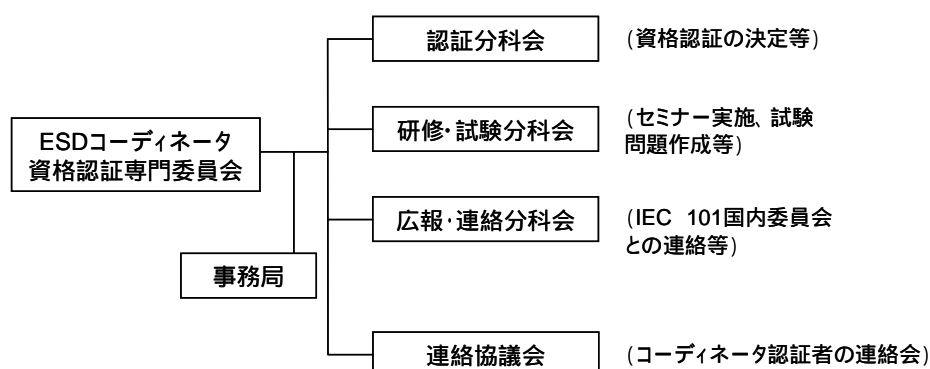 認証分科会
(資格認証の決定等)
ESDコーディネータ
資格認証専門委員会
研修・試験分科会
(セミナー実施、試験
問題作成等)
広報・連絡分科会
(IEC 101国内委員会
との連絡等)
事務局
連絡協議会
(コーディネータ認証者の連絡会)